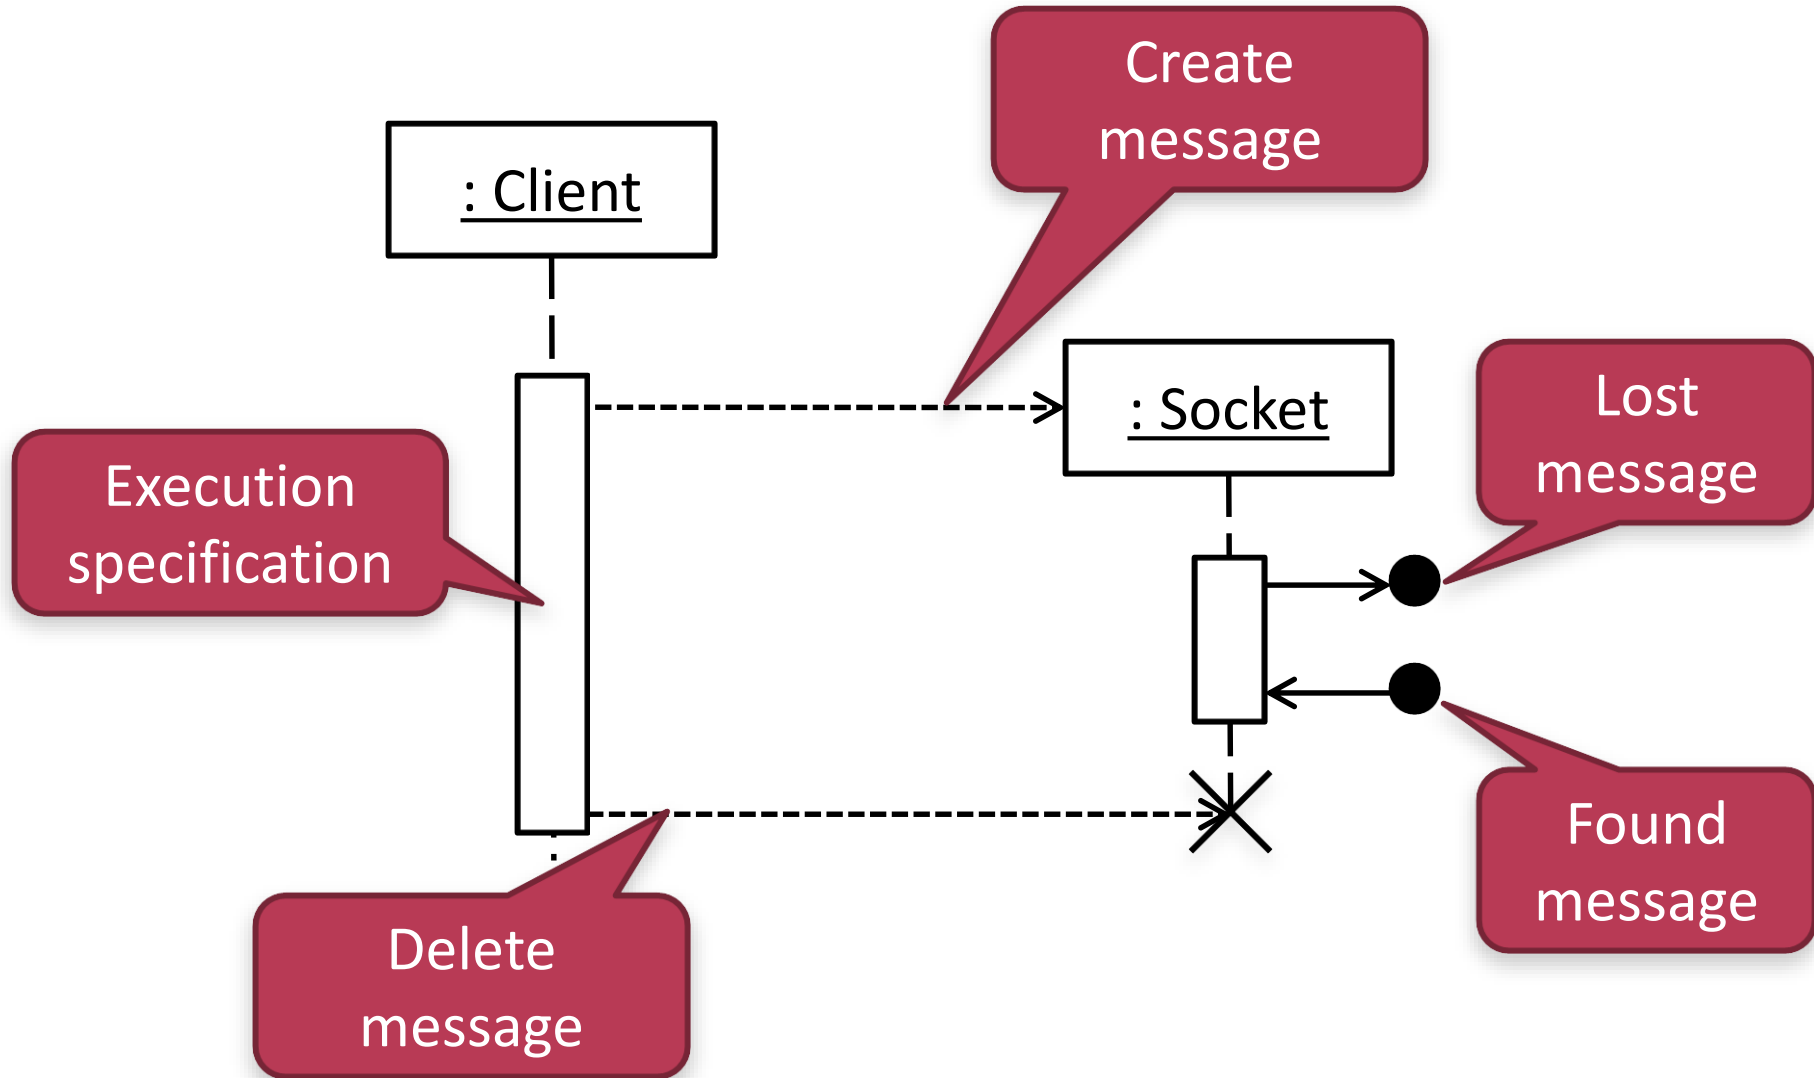 Create
message
: Client
: Socket
Lost
message
Execution
specification
Found
message
Delete
message